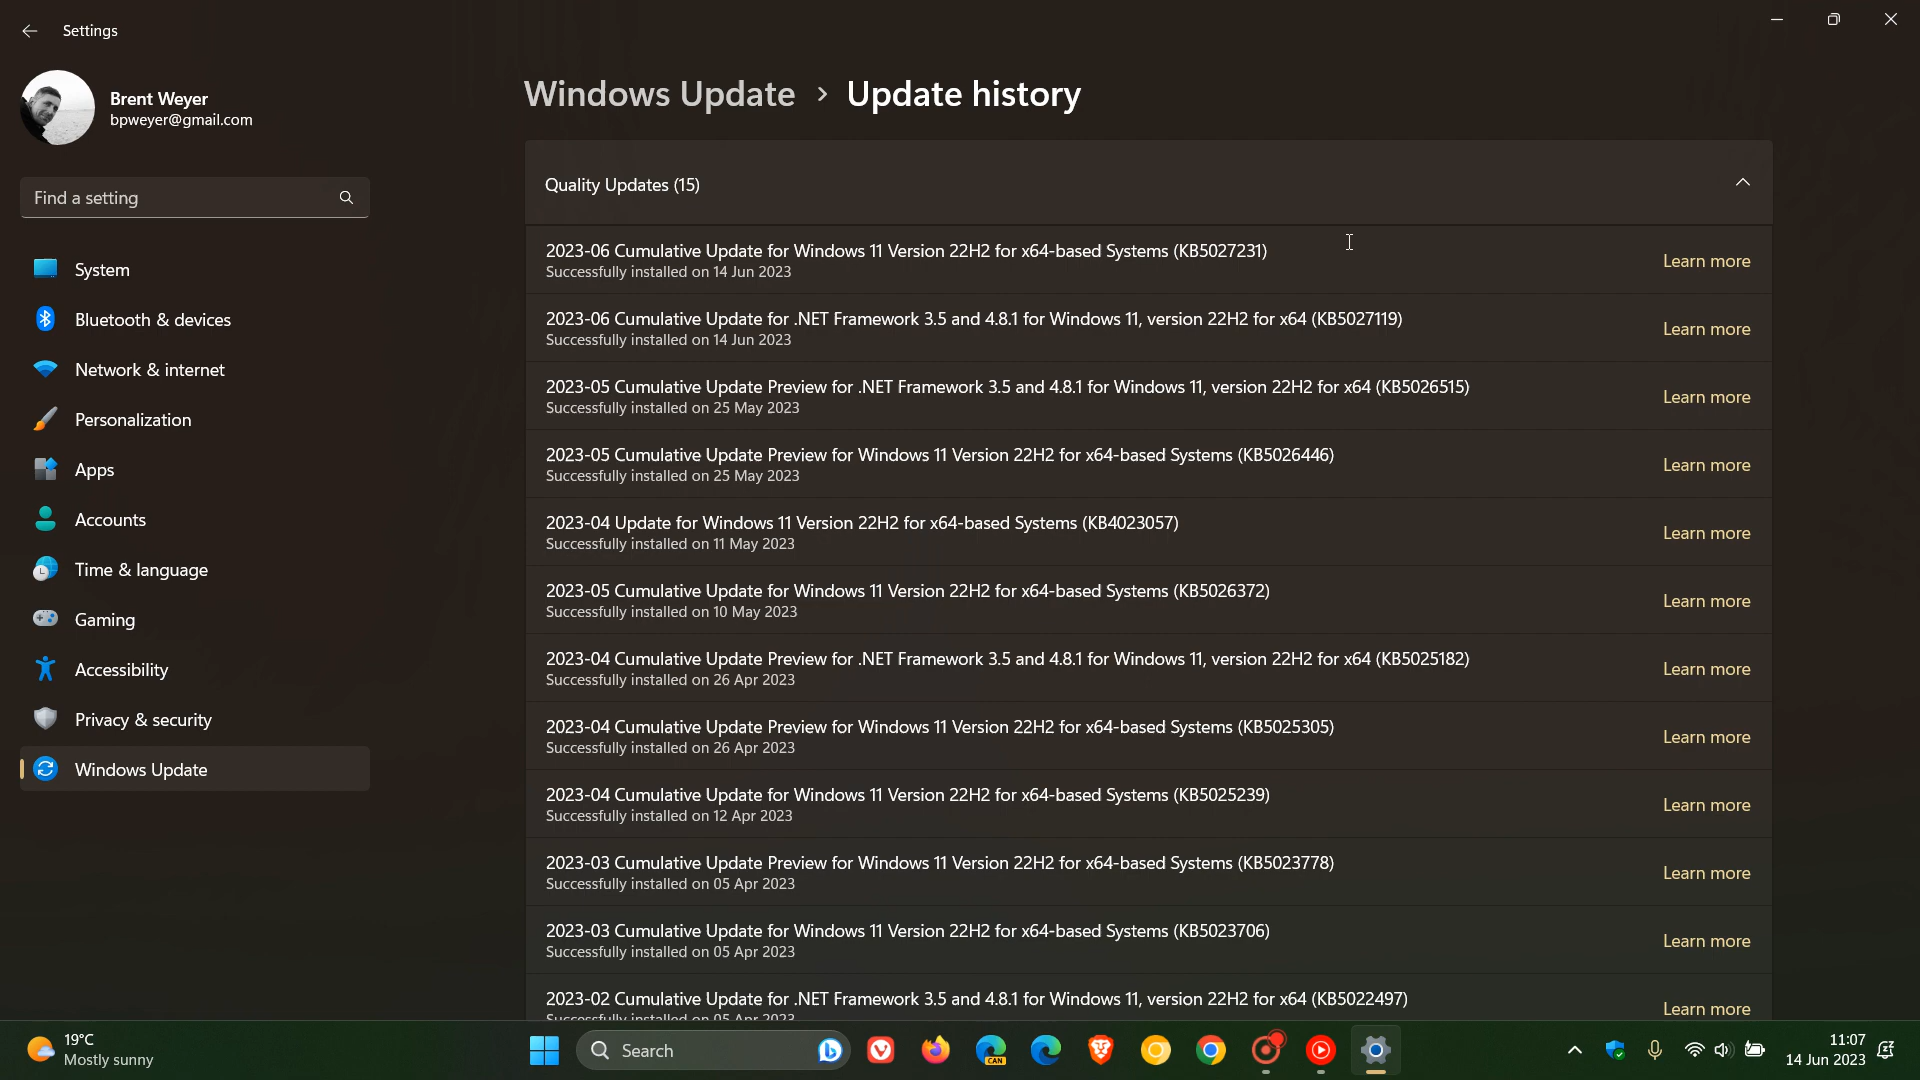 Settings
Brent Weyer
bpweyer@gmail.com
Find a setting
System
Bluetooth & devices
Network & internet
Personalization
Apps
Accounts
Time & language
Gaming
Accessibility
Privacy & security
Windows Update
Windows Update > Update history
Quality Updates (15)
2023-06 Cumulative Update for Windows 11 Version 22H2 for x64-based Systems (KB5027231)
Successfully installed on 14 Jun 2023
Learn more
2023-06 Cumulative Update for .NET Framework 3.5 and 4.8.1 for Windows 11, version 22H2 for x64 (KB5027119)
Successfully installed on 14 Jun 2023
Learn more
2023-05 Cumulative Update Preview for .NET Framework 3.5 and 4.8.1 for Windows 11, version 22H2 for x64 (KB5026515)
Successfully installed on 25 May 2023
Learn more
2023-05 Cumulative Update Preview for Windows 11 Version 22H2 for x64-based Systems (KB5026446)
Successfully installed on 25 May 2023
Learn more
2023-04 Update for Windows 11 Version 22H2 for x64-based Systems (KB4023057)
Successfully installed on 11 May 2023
Learn more
2023-05 Cumulative Update for Windows 11 Version 22H2 for x64-based Systems (KB5026372)
Successfully installed on 10 May 2023
Learn more
2023-04 Cumulative Update Preview for .NET Framework 3.5 and 4.8.1 for Windows 11, version 22H2 for x64 (KB5025182)
Successfully installed on 26 Apr 2023
Learn more
2023-04 Cumulative Update Preview for Windows 11 Version 22H2 for x64-based Systems (KB5025305)
Successfully installed on 26 Apr 2023
Learn more
2023-04 Cumulative Update for Windows 11 Version 22H2 for x64-based Systems (KB5025239)
Successfully installed on 12 Apr 2023
Learn more
2023-03 Cumulative Update Preview for Windows 11 Version 22H2 for x64-based Systems (KB5023778)
Successfully installed on 05 Apr 2023
Learn more
2023-03 Cumulative Update for Windows 11 Version 22H2 for x64-based Systems (KB5023706)
Successfully installed on 05 Apr 2023
Learn more
2023-02 Cumulative Update for .NET Framework 3.5 and 4.8.1 for Windows 11, version 22H2 for x64 (KB5022497)
Successfully installed on 05 Apr 2023
Learn more
19°C
Mostly sunny
Search
CAN
11:07
14 Jun 2023